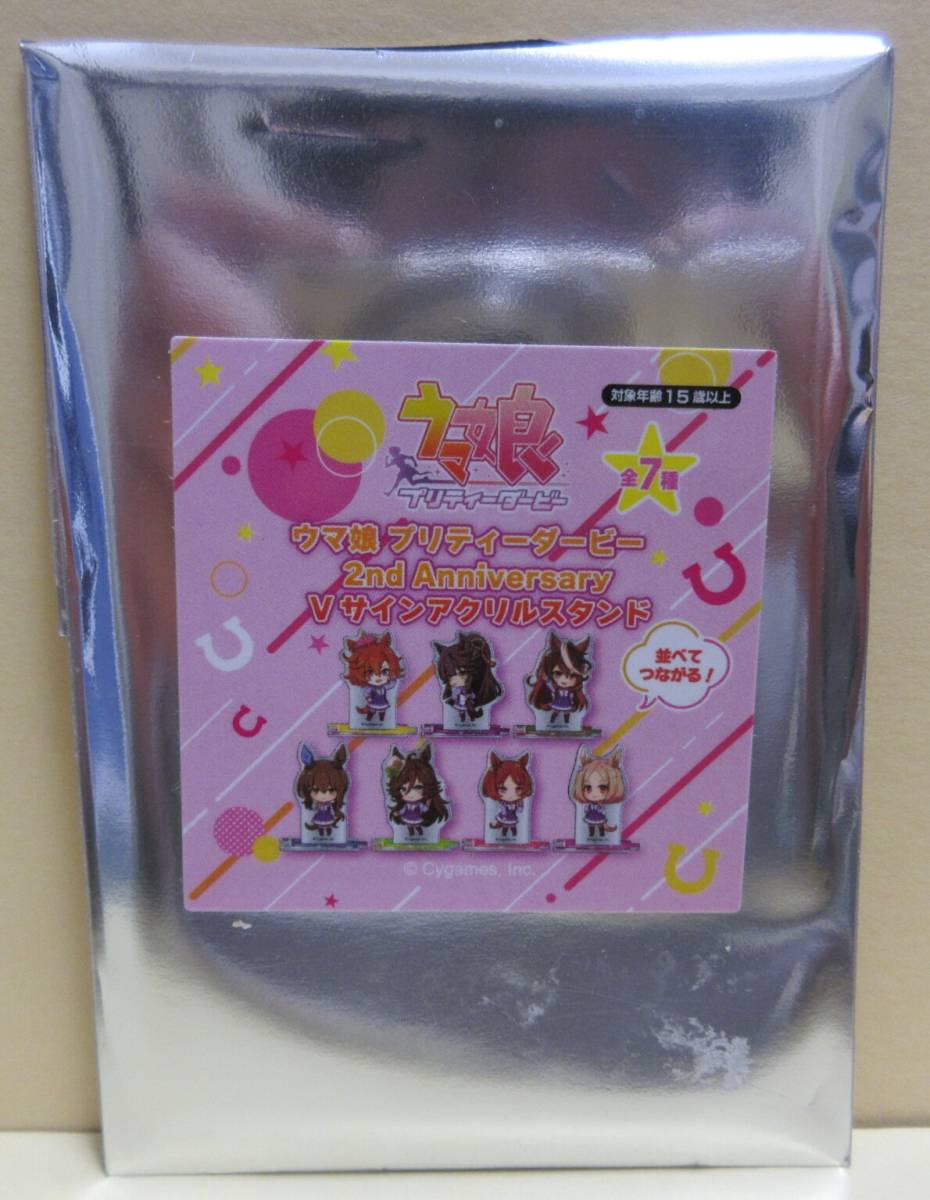 対象年齢15歳以上
ウマ娘
プリティーダービー
全7種
ウマ娘 プリティーダービー
2nd Anniversary
Vサインアクリルスタンド
並べて
つながる!
© Cygames, Inc.